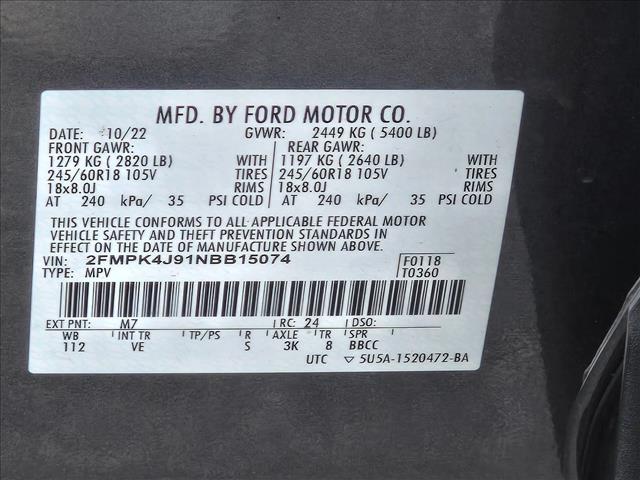 MFD. BY FORD MOTOR CO.
DATE: 10/22 GVWR: 2449 KG ( 5400 LB)
FRONT GAWR: REAR GAWR:
1279 KG ( 2820 LB) 1197 KG ( 2640 LB)
245/60R18 105V TIRES 245/60R18 105V TIRES
18x8.0J RIMS 18x8.0J RIMS
AT 240 kPa/ 35 PSI COLD AT 240 kPa/ 35 PSI COLD
THIS VEHICLE CONFORMS TO ALL APPLICABLE FEDERAL MOTOR
VEHICLE SAFETY AND THEFT PREVENTION STANDARDS IN
EFFECT ON THE DATE OF MANUFACTURE SHOWN ABOVE.
VIN: 2FMPK4J91NBB15074 F0118
TYPE: MPV T0360
EXT PNT: M7 RC: 24 DSO:
WB INT TR TP/PS R AXLE TR SPR
112 VE S 3K 8 BBCC
UTC ▽ 5U5A-1520472-BA